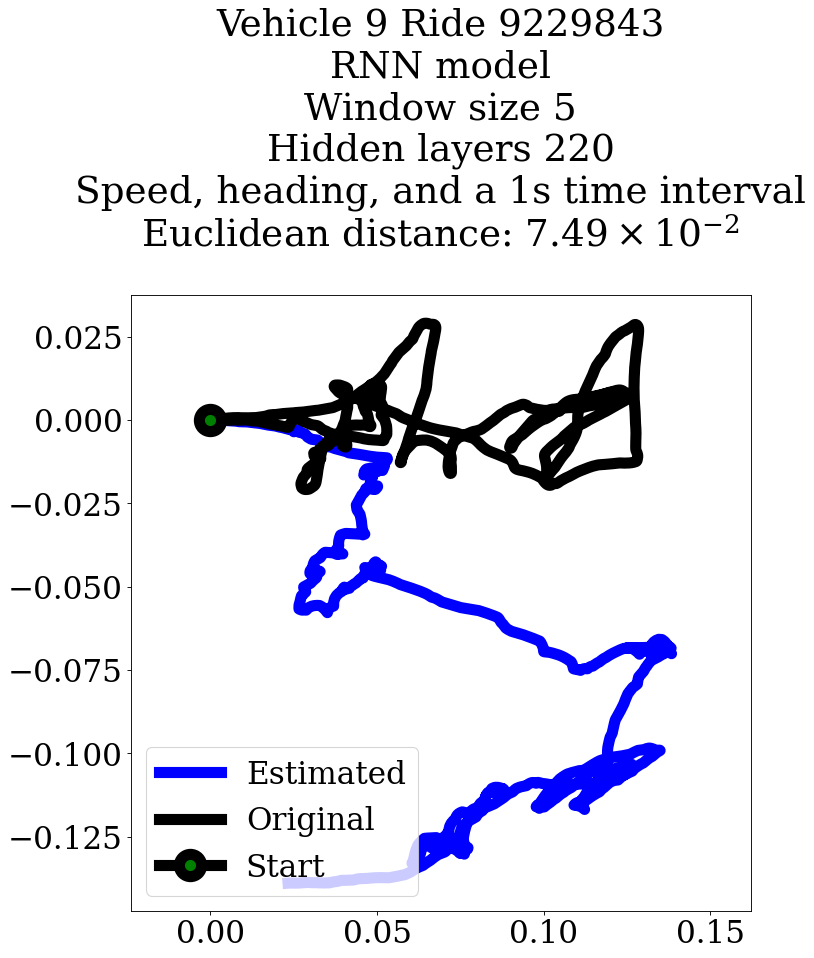 Vehicle 9 Ride 9229843
RNN model
Window size 5
Hidden layers 220
Speed, heading, and a 1s time interval
Euclidean distance: 7.49 × 10⁻²
0.025
0.000
−0.025
−0.050
−0.075
−0.100
−0.125
Estimated
Original
Start
0.00 0.05 0.10 0.15